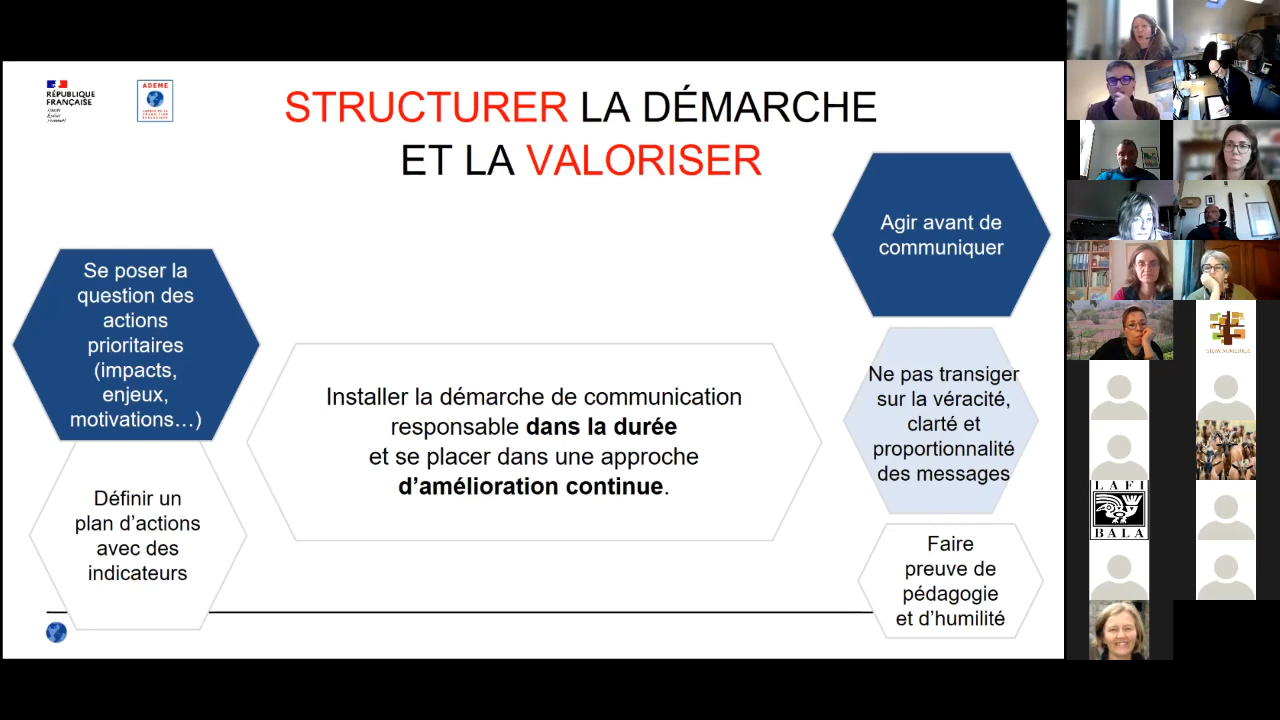 RÉPUBLIQUE
FRANÇAISE
Liberté
Égalité
Fraternité
ADEME
STRUCTURER LA DÉMARCHE
ET LA VALORISER
Se poser la
question des
actions
prioritaires
(impacts,
enjeux,
motivations…)
Définir un
plan d’actions
avec des
indicateurs
Installer la démarche de communication
responsable dans la durée
et se placer dans une approche
d’amélioration continue.
Agir avant de
communiquer
Ne pas transiger
sur la véracité,
clarté et
proportionnalité
des messages
Faire
preuve de
pédagogie
et d’humilité
LAFI
BALA